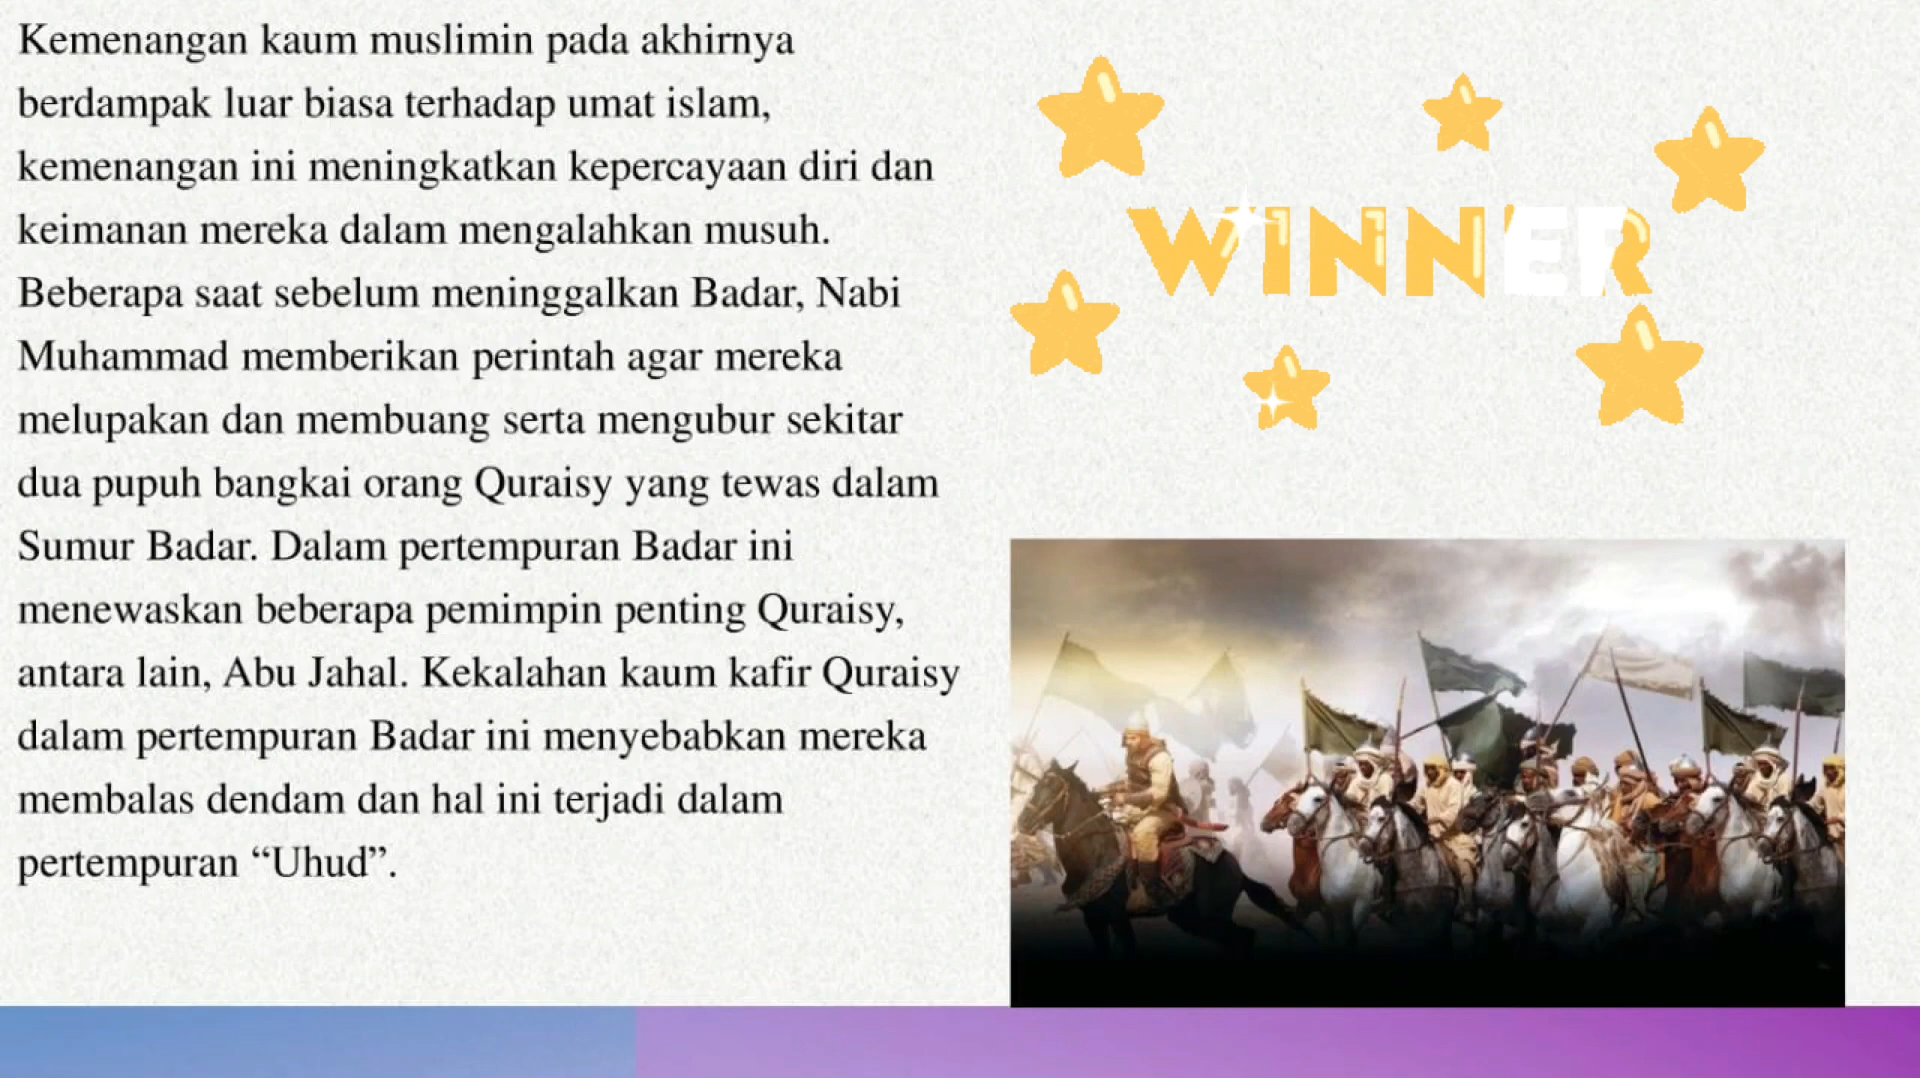 Kemenangan kaum muslimin pada akhirnya
berdampak luar biasa terhadap umat islam,
kemenangan ini meningkatkan kepercayaan diri dan
keimanan mereka dalam mengalahkan musuh.
Beberapa saat sebelum meninggalkan Badar, Nabi
Muhammad memberikan perintah agar mereka
melupakan dan membuang serta mengubur sekitar
dua pupuh bangkai orang Quraisy yang tewas dalam
Sumur Badar. Dalam pertempuran Badar ini
menewaskan beberapa pemimpin penting Quraisy,
antara lain, Abu Jahal. Kekalahan kaum kafir Quraisy
dalam pertempuran Badar ini menyebabkan mereka
membalas dendam dan hal ini terjadi dalam
pertempuran “Uhud”.
WINNER